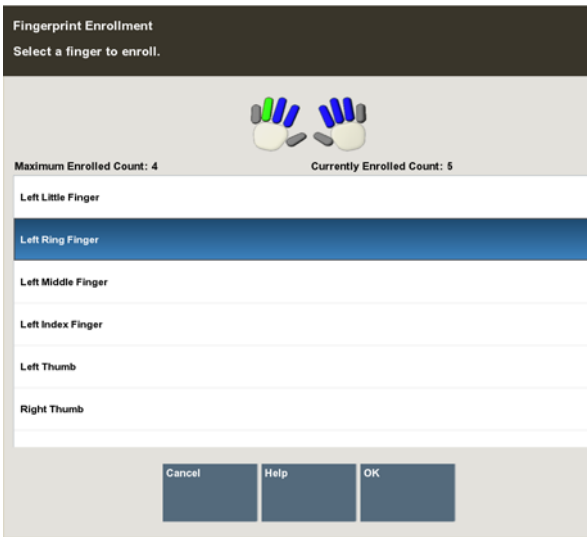 Fingerprint Enrollment
Select a finger to enroll.
Maximum Enrolled Count: 4 Currently Enrolled Count: 5
Left Little Finger
Left Ring Finger
Left Middle Finger
Left Index Finger
Left Thumb
Right Thumb
Cancel Help OK